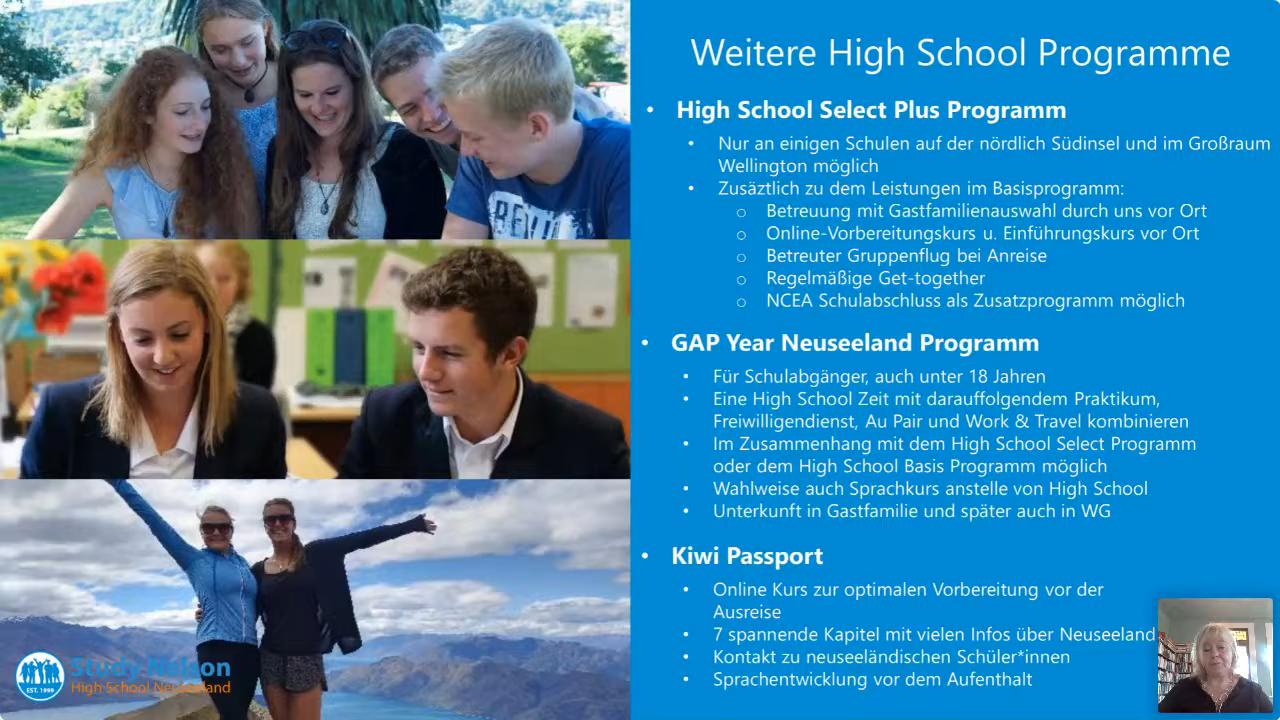 Weitere High School Programme
• High School Select Plus Programm
• Nur an einigen Schulen auf der nördlich Südinsel und im Großraum
Wellington möglich
• Zusäztlich zu dem Leistungen im Basisprogramm:
o Betreuung mit Gastfamilienauswahl durch uns vor Ort
o Online-Vorbereitungskurs u. Einführungskurs vor Ort
o Betreuter Gruppenflug bei Anreise
o Regelmäßige Get-together
o NCEA Schulabschluss als Zusatzprogramm möglich
• GAP Year Neuseeland Programm
• Für Schulabgänger, auch unter 18 Jahren
• Eine High School Zeit mit darauffolgendem Praktikum,
Freiwilligendienst, Au Pair und Work & Travel kombinieren
• Im Zusammenhang mit dem High School Select Programm
oder dem High School Basis Programm möglich
• Wahlweise auch Sprachkurs anstelle von High School
• Unterkunft in Gastfamilie und später auch in WG
• Kiwi Passport
• Online Kurs zur optimalen Vorbereitung vor der
Ausreise
• 7 spannende Kapitel mit vielen Infos über Neuseeland
• Kontakt zu neuseeländischen Schüler*innen
• Sprachentwicklung vor dem Aufenthalt
Study Nelson
High School Neuseeland
EST. 1999